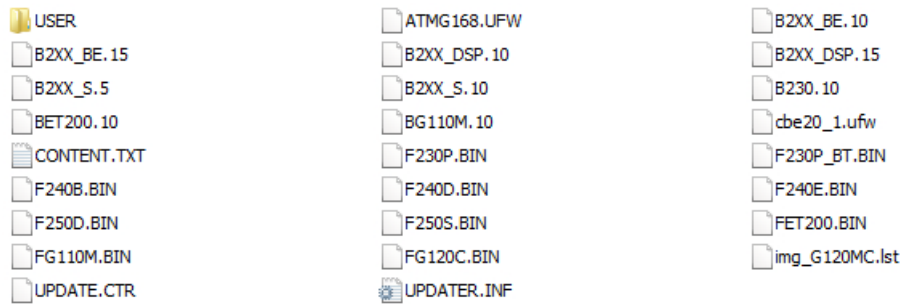 USER
ATMG168.UFW
B2XX_BE.10
B2XX_BE.15
B2XX_DSP.10
B2XX_DSP.15
B2XX_S.5
B2XX_S.10
B230.10
BET200.10
BG110M.10
cbe20_1.ufw
CONTENT.TXT
F230P.BIN
F230P_BT.BIN
F240B.BIN
F240D.BIN
F240E.BIN
F250D.BIN
F250S.BIN
FET200.BIN
FG110M.BIN
FG120C.BIN
img_G120MC.lst
UPDATE.CTR
UPDATER.INF